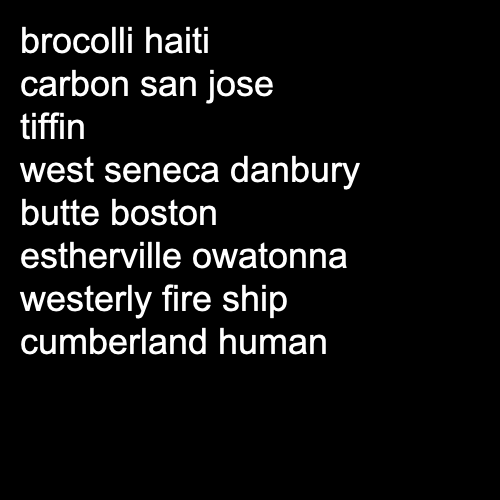 brocolli haiti
carbon san jose
tiffin
west seneca danbury
butte boston
estherville owatonna
westerly fire ship
cumberland human